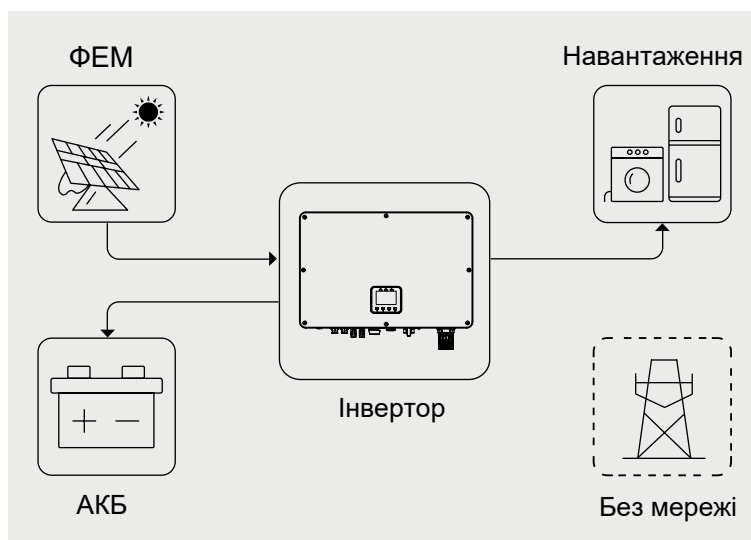 ФЕМ
Навантаження
Інвертор
АКБ
Без мережі